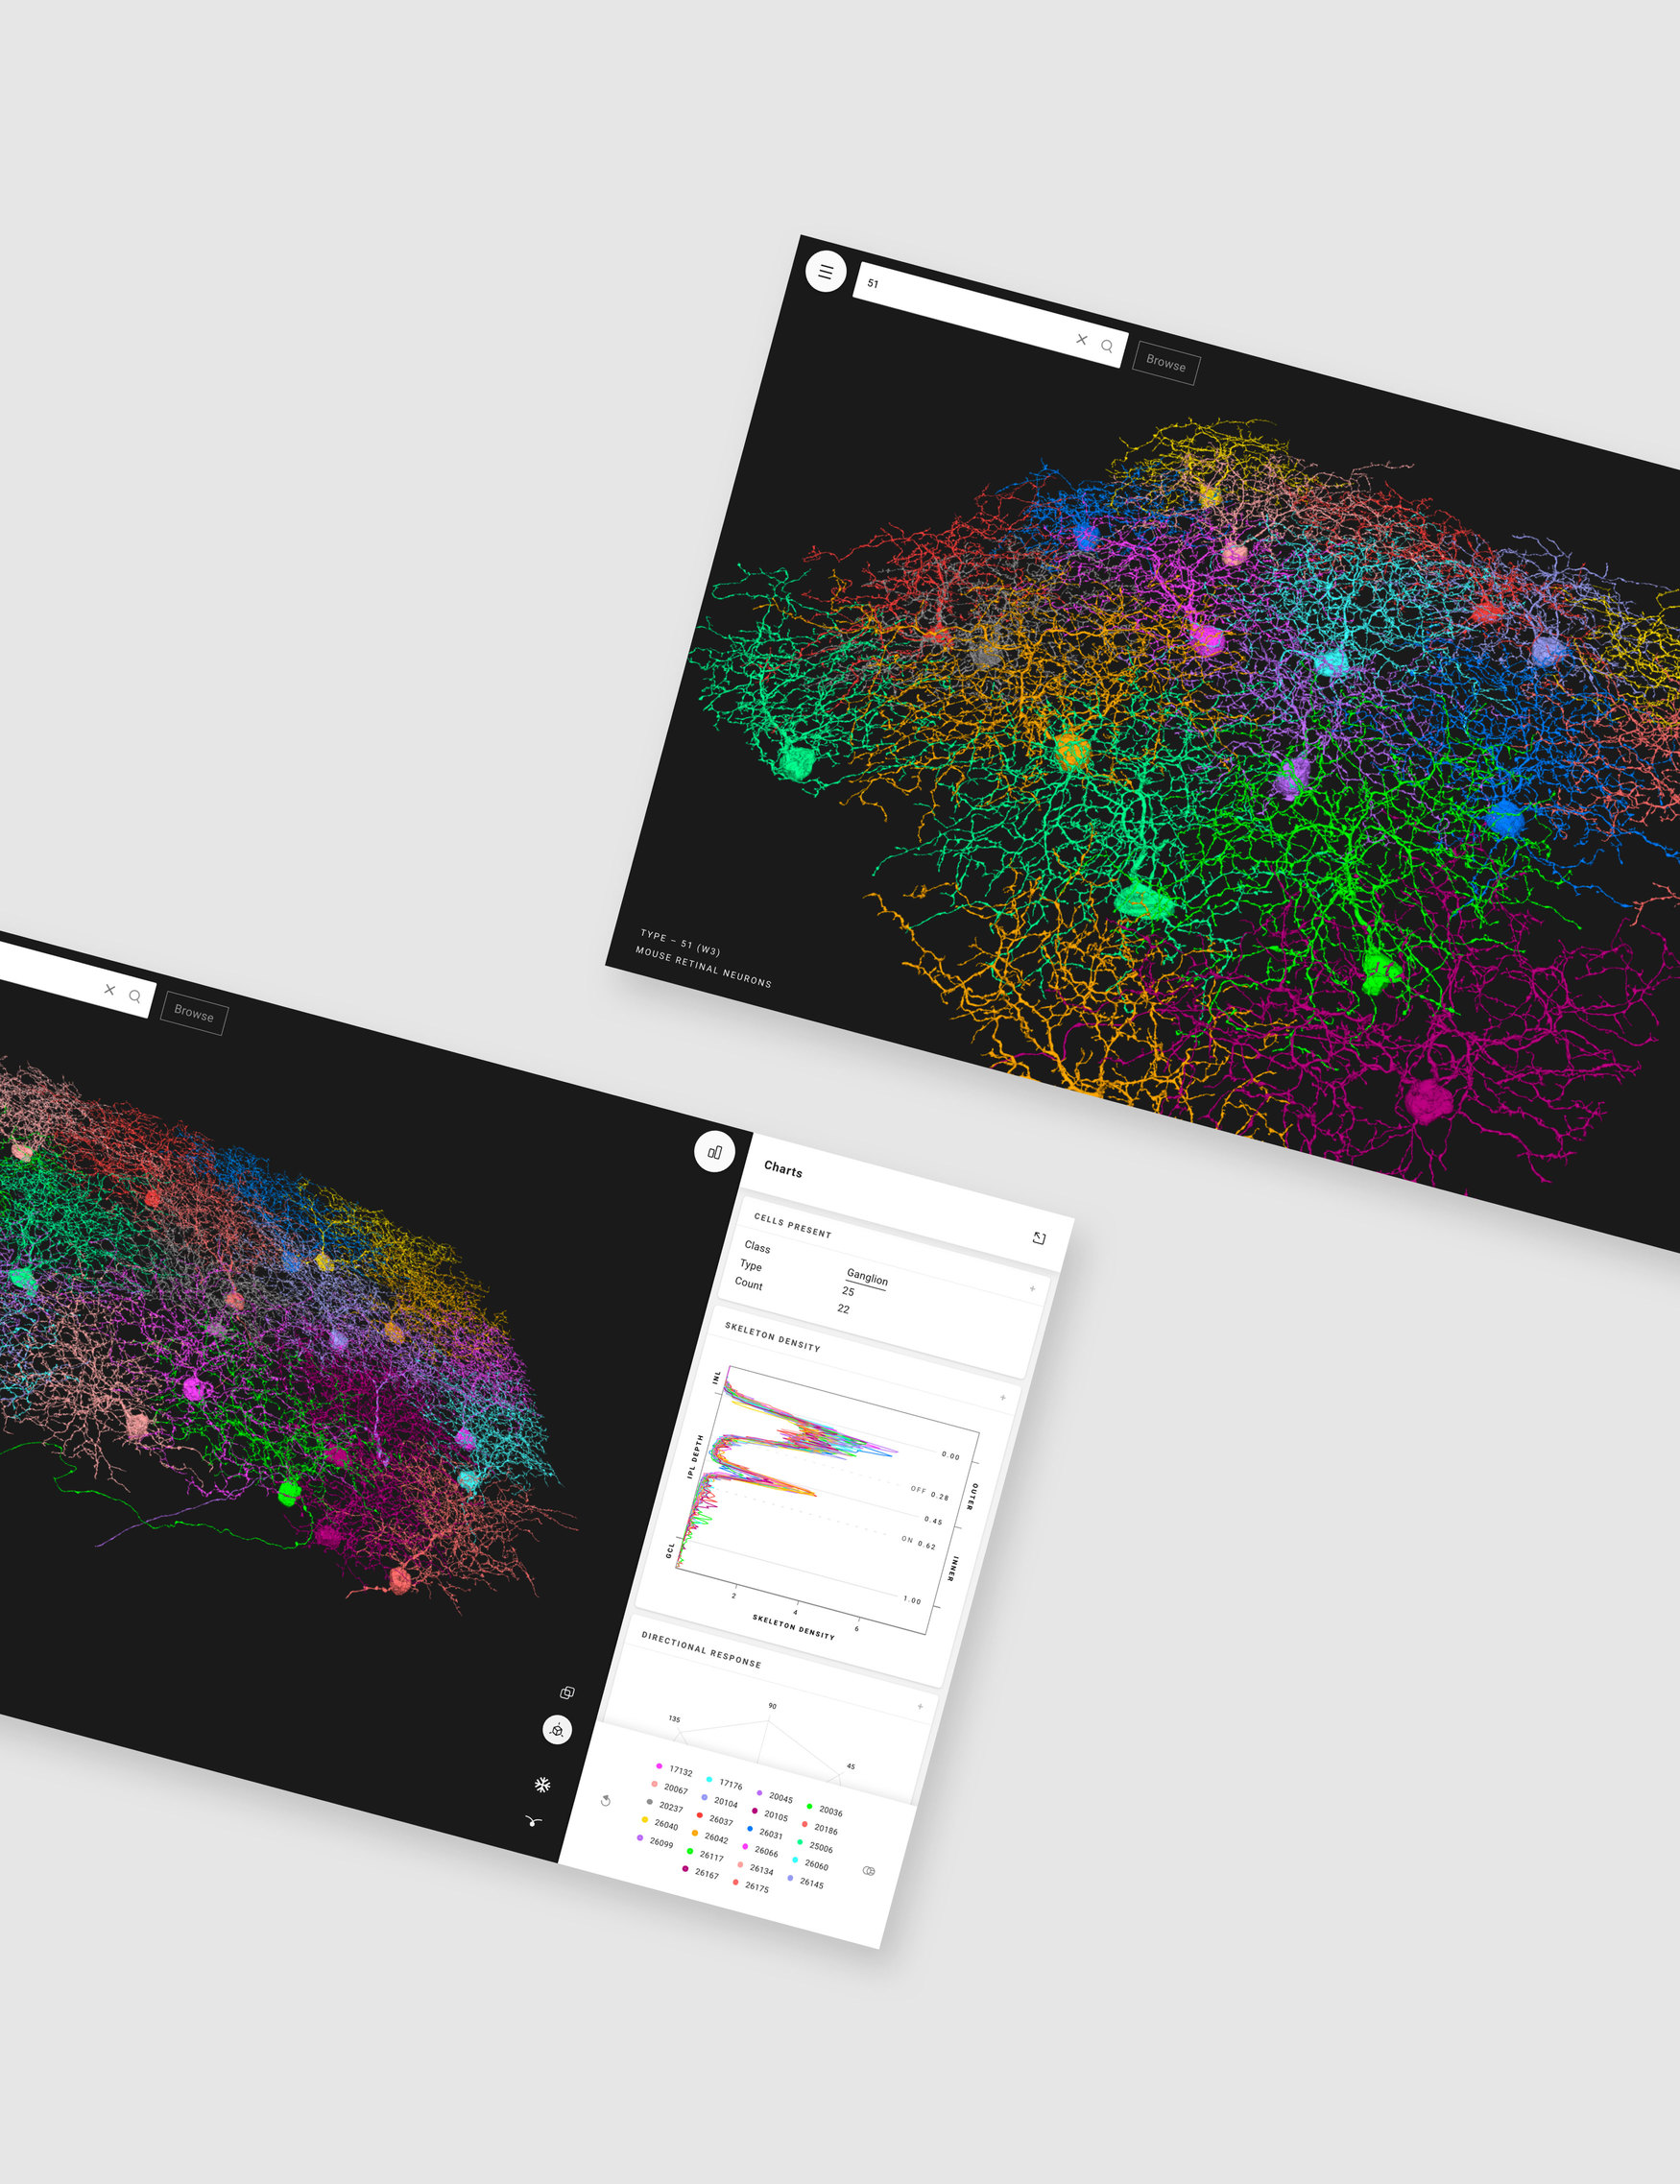 51
Browse
TYPE – 51 (W3)
MOUSE RETINAL NEURONS
Browse
Charts
CELLS PRESENT
Class
Ganglion
Type
25
Count
22
SKELETON DENSITY
INL
IPL DEPTH
GCL
0.00
OFF 0.28
0.45
ON 0.62
1.00
OUTER
INNER
2
4
6
SKELETON DENSITY
DIRECTIONAL RESPONSE
135
90
45
17132 17176 20045 20036
20067 20104 20105 20186
20237 26037 26031 25006
26040 26042 26066 26060
26099 26117 26134 26145
26167 26175